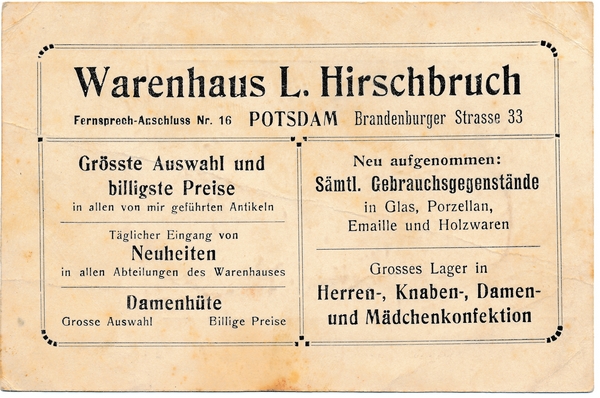 Warenhaus L. Hirschbruch
Fernsprech-Anschluss Nr. 16 POTSDAM Brandenburger Strasse 33
Grösste Auswahl und
billigste Preise
in allen von mir geführten Antikeln
Täglicher Eingang von
Neuheiten
in allen Abteilungen des Warenhauses
Damenhüte
Grosse Auswahl Billige Preise
Neu aufgenommen:
Sämtl. Gebrauchsgegenstände
in Glas, Porzellan,
Emaille und Holzwaren
Grosses Lager in
Herren-, Knaben-, Damen-
und Mädchenkonfektion